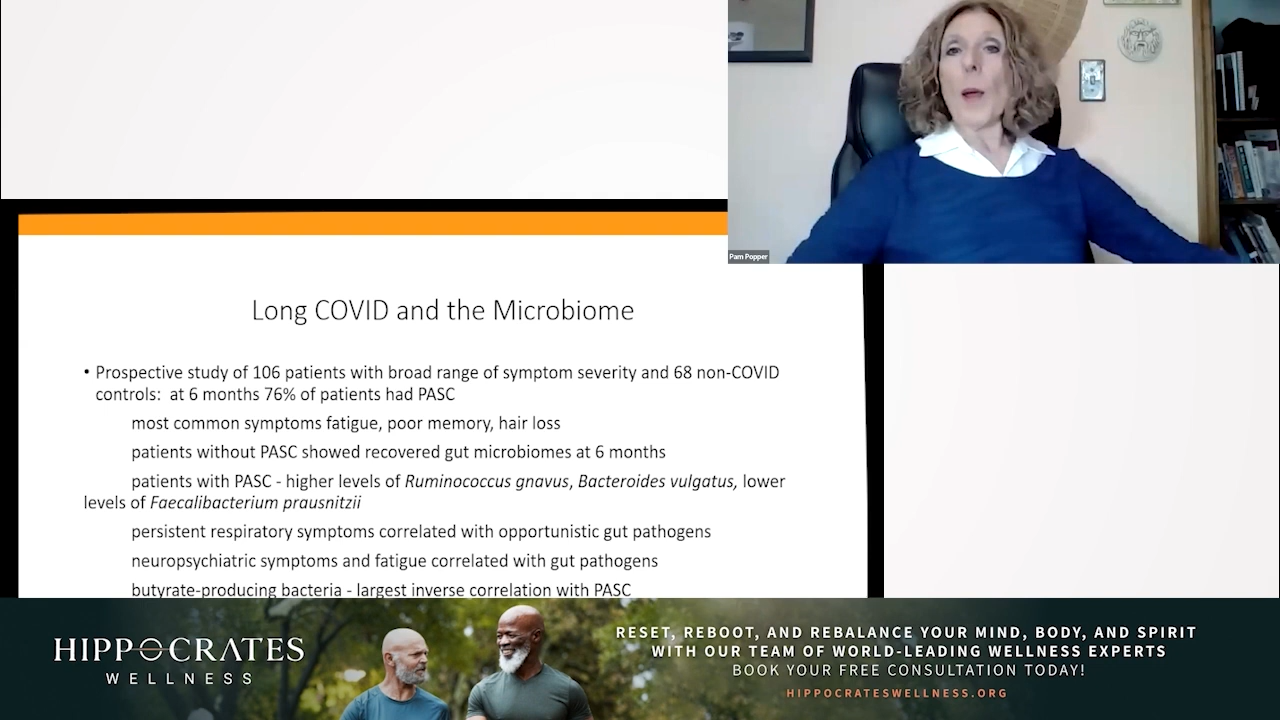 Pam Popper
Long COVID and the Microbiome
• Prospective study of 106 patients with broad range of symptom severity and 68 non-COVID
controls: at 6 months 76% of patients had PASC
most common symptoms fatigue, poor memory, hair loss
patients without PASC showed recovered gut microbiomes at 6 months
patients with PASC - higher levels of Ruminococcus gnavus, Bacteroides vulgatus, lower
levels of Faecalibacterium prausnitzii
persistent respiratory symptoms correlated with opportunistic gut pathogens
neuropsychiatric symptoms and fatigue correlated with gut pathogens
butyrate-producing bacteria - largest inverse correlation with PASC
HIPPOCRATES
WELLNESS
RESET, REBOOT, AND REBALANCE YOUR MIND, BODY, AND SPIRIT
WITH OUR TEAM OF WORLD-LEADING WELLNESS EXPERTS
BOOK YOUR FREE CONSULTATION TODAY!
HIPPOCRATESWELLNESS.ORG